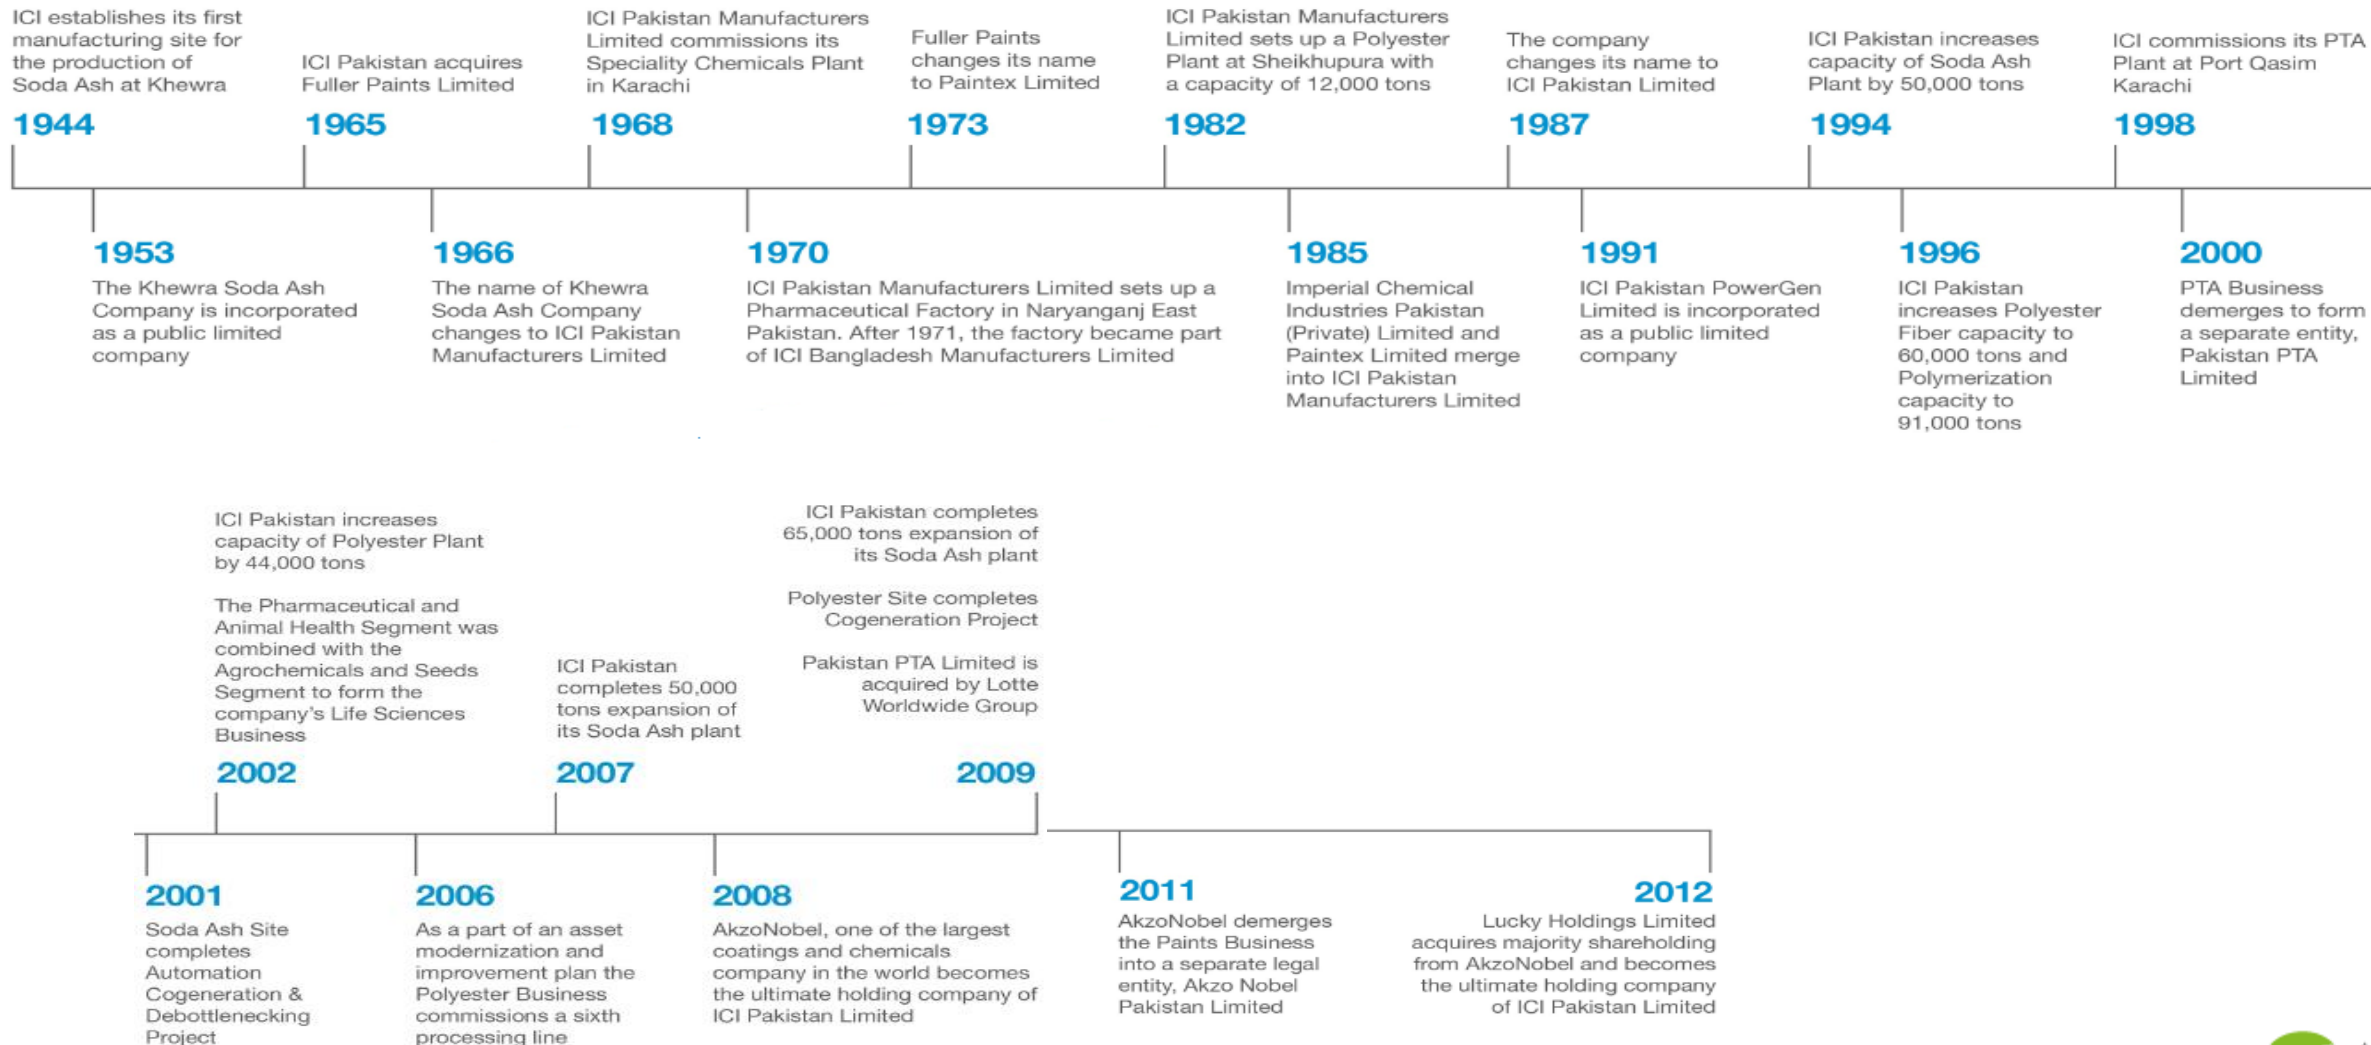 ICI establishes its first
manufacturing site for
the production of
Soda Ash at Khewra
1944
ICI Pakistan acquires
Fuller Paints Limited
1965
ICI Pakistan Manufacturers
Limited commissions its
Speciality Chemicals Plant
in Karachi
1968
Fuller Paints
changes its name
to Paintex Limited
1973
ICI Pakistan Manufacturers
Limited sets up a Polyester
Plant at Sheikhupura with
a capacity of 12,000 tons
1982
The company
changes its name to
ICI Pakistan Limited
1987
ICI Pakistan increases
capacity of Soda Ash
Plant by 50,000 tons
1994
ICI commissions its PTA
Plant at Port Qasim
Karachi
1998
1953
The Khewra Soda Ash
Company is incorporated
as a public limited
company
1966
The name of Khewra
Soda Ash Company
changes to ICI Pakistan
Manufacturers Limited
1970
ICI Pakistan Manufacturers Limited sets up a
Pharmaceutical Factory in Naryanganj East
Pakistan. After 1971, the factory became part
of ICI Bangladesh Manufacturers Limited
1985
Imperial Chemical
Industries Pakistan
(Private) Limited and
Paintex Limited merge
into ICI Pakistan
Manufacturers Limited
1991
ICI Pakistan PowerGen
Limited is incorporated
as a public limited
company
1996
ICI Pakistan
increases Polyester
Fiber capacity to
60,000 tons and
Polymerization
capacity to
91,000 tons
2000
PTA Business
demerges to form
a separate entity,
Pakistan PTA
Limited
ICI Pakistan increases
capacity of Polyester Plant
by 44,000 tons
The Pharmaceutical and
Animal Health Segment was
combined with the
Agrochemicals and Seeds
Segment to form the
company's Life Sciences
Business
2002
ICI Pakistan
completes 50,000
tons expansion of
its Soda Ash plant
2007
ICI Pakistan completes
65,000 tons expansion of
its Soda Ash plant
Polyester Site completes
Cogeneration Project
Pakistan PTA Limited is
acquired by Lotte
Worldwide Group
2009
2001
Soda Ash Site
completes
Automation
Cogeneration &
Debottlenecking
Project
2006
As a part of an asset
modernization and
improvement plan the
Polyester Business
commissions a sixth
processing line
2008
AkzoNobel, one of the largest
coatings and chemicals
company in the world becomes
the ultimate holding company of
ICI Pakistan Limited
2011
AkzoNobel demerges
the Paints Business
into a separate legal
entity, Akzo Nobel
Pakistan Limited
2012
Lucky Holdings Limited
acquires majority shareholding
from AkzoNobel and becomes
the ultimate holding company
of ICI Pakistan Limited